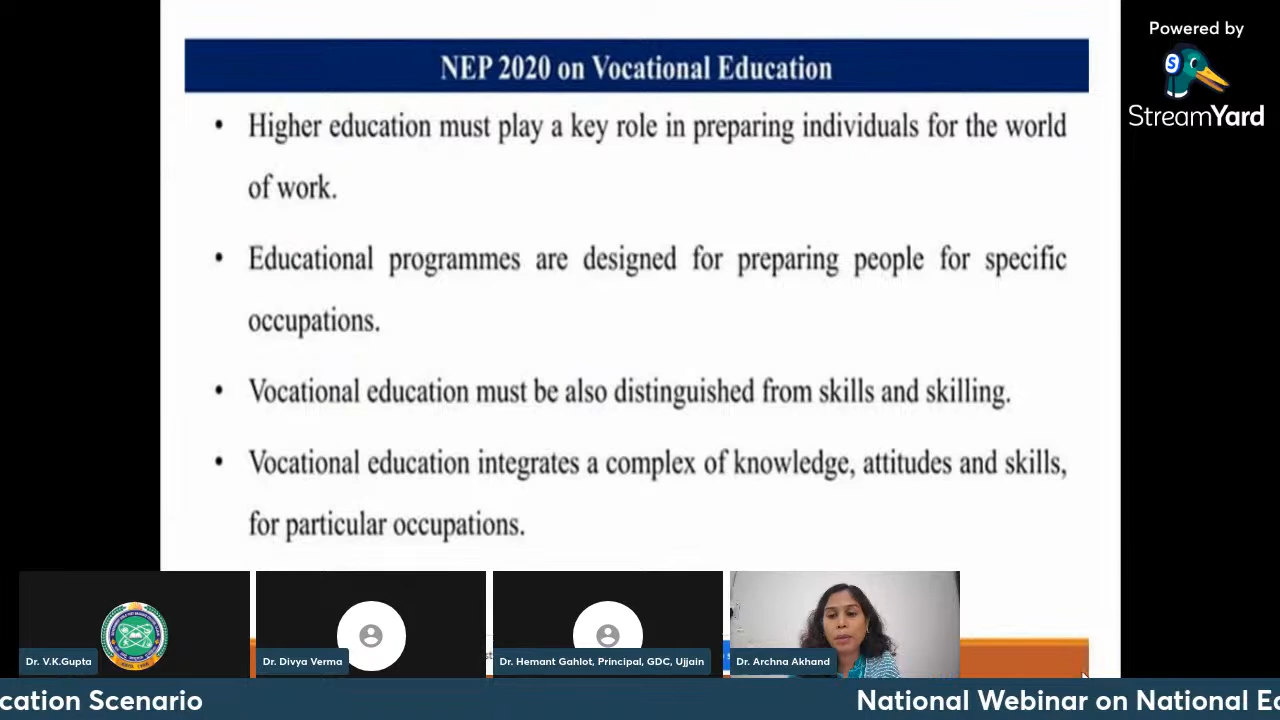 Powered by
StreamYard
NEP 2020 on Vocational Education
• Higher education must play a key role in preparing individuals for the world
of work.
• Educational programmes are designed for preparing people for specific
occupations.
• Vocational education must be also distinguished from skills and skilling.
• Vocational education integrates a complex of knowledge, attitudes and skills,
for particular occupations.
Dr. V.K.Gupta
Dr. Divya Verma
Dr. Hemant Gahlot, Principal, GDC, Ujjain
Dr. Archna Akhand
cation Scenario
National Webinar on National Ed